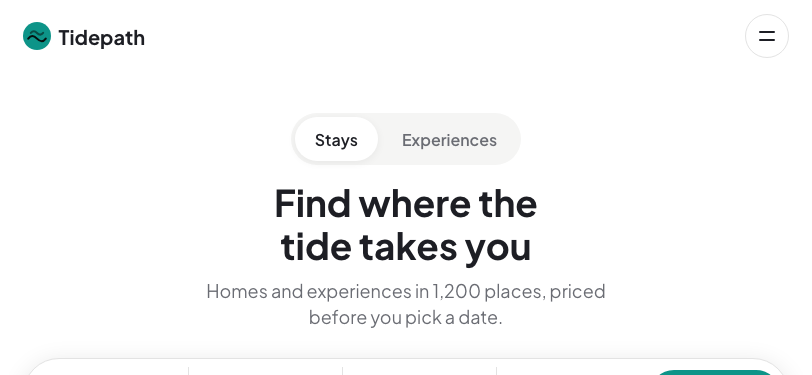 Tidepath
Stays
Experiences
Find where the
tide takes you
Homes and experiences in 1,200 places, priced
before you pick a date.